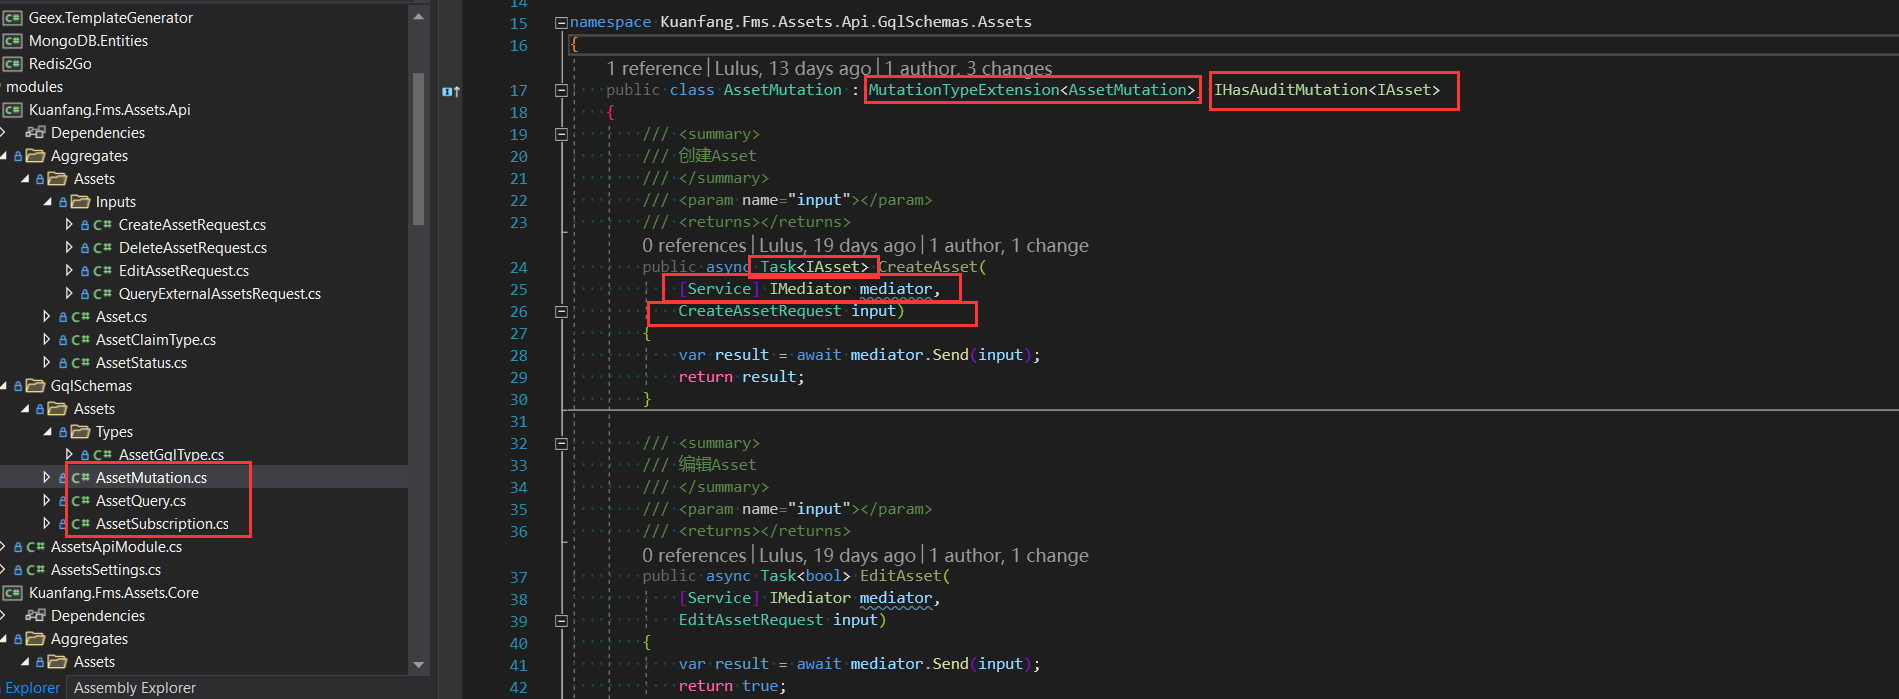 Geex.TemplateGenerator
MongoDB.Entities
Redis2Go
modules
Kuanfang.Fms.Assets.Api
Dependencies
Aggregates
Assets
Inputs
CreateAssetRequest.cs
DeleteAssetRequest.cs
EditAssetRequest.cs
QueryExternalAssetsRequest.cs
Asset.cs
AssetClaimType.cs
AssetStatus.cs
GqlSchemas
Assets
Types
AssetGqlType.cs
AssetMutation.cs
AssetQuery.cs
AssetSubscription.cs
AssetsApiModule.cs
AssetsSettings.cs
Kuanfang.Fms.Assets.Core
Dependencies
Aggregates
Assets
Explorer Assembly Explorer
14
15 namespace Kuanfang.Fms.Assets.Api.GqlSchemas.Assets
16 {
1 reference | Lulus, 13 days ago | 1 author, 3 changes
17 public class AssetMutation : MutationTypeExtension<AssetMutation>, IHasAuditMutation<IAsset>
18 {
19 /// <summary>
20 /// 创建Asset
21 /// </summary>
22 /// <param name="input"></param>
23 /// <returns></returns>
0 references | Lulus, 19 days ago | 1 author, 1 change
24 public async Task<IAsset> CreateAsset(
25 [Service] IMediator mediator,
26 CreateAssetRequest input)
27 {
28 var result = await mediator.Send(input);
29 return result;
30 }
31
32 /// <summary>
33 /// 编辑Asset
34 /// </summary>
35 /// <param name="input"></param>
36 /// <returns></returns>
0 references | Lulus, 19 days ago | 1 author, 1 change
37 public async Task<bool> EditAsset(
38 [Service] IMediator mediator,
39 EditAssetRequest input)
40 {
41 var result = await mediator.Send(input);
42 return true;